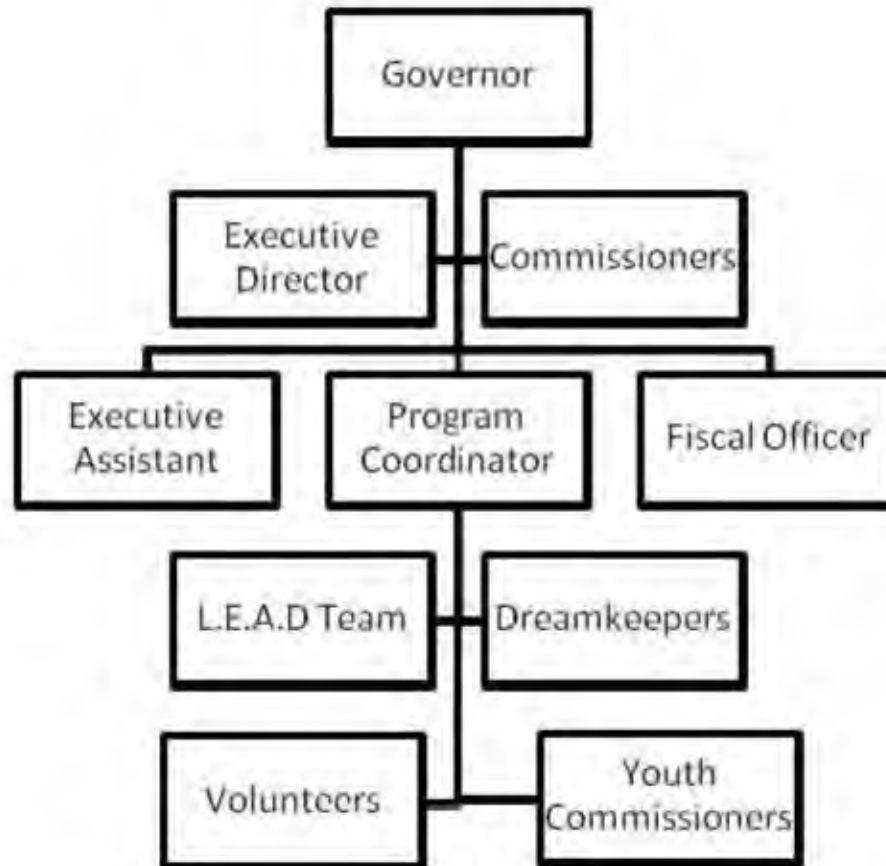 Governor
Executive
Director
Commissioners
Executive
Assistant
Program
Coordinator
Fiscal Officer
L.E.A.D Team
Dreamkeepers
Volunteers
Youth
Commissioners